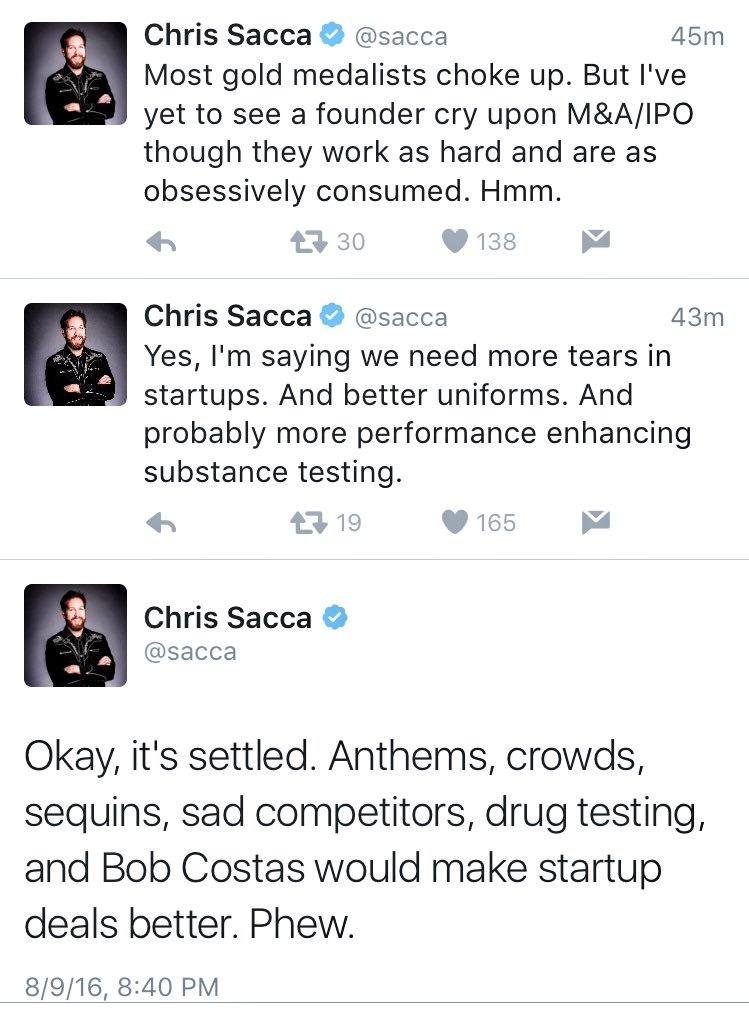 Chris Sacca @sacca 45m
Most gold medalists choke up. But I've
yet to see a founder cry upon M&A/IPO
though they work as hard and are as
obsessively consumed. Hmm.
30 138
Chris Sacca @sacca 43m
Yes, I'm saying we need more tears in
startups. And better uniforms. And
probably more performance enhancing
substance testing.
19 165
Chris Sacca
@sacca
Okay, it's settled. Anthems, crowds,
sequins, sad competitors, drug testing,
and Bob Costas would make startup
deals better. Phew.
8/9/16, 8:40 PM